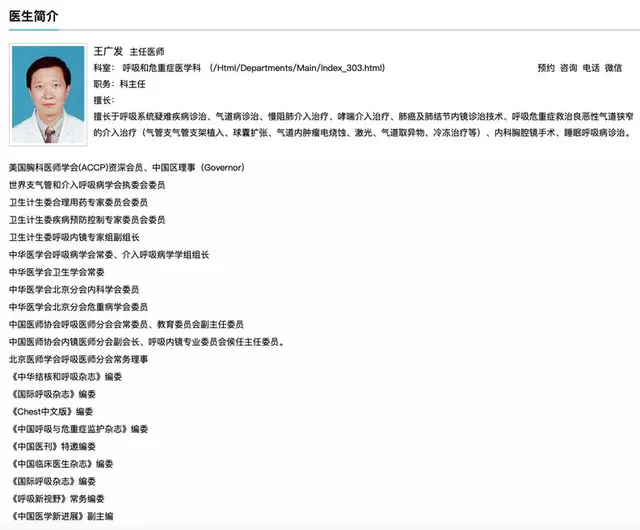 医生简介
王广发 主任医师
科室: 呼吸和危重症医学科 （/Html/Departments/Main/Index_303.html） 预约 咨询 电话 微信
职务: 科主任
擅长:
擅长于呼吸系统疑难疾病诊治、气道病诊治、慢阻肺介入治疗、哮喘介入治疗、肺癌及肺结节内镜诊治技术、呼吸危重症救治良恶性气道狭窄
的介入治疗（气管支气管支架植入、球囊扩张、气道内肿瘤电烧蚀、激光、气道取异物、冷冻治疗等）、内科胸腔镜手术、睡眠呼吸病诊治。
美国胸科医师学会(ACCP)资深会员、中国区理事（Governor）
世界支气管和介入呼吸病学会执委会委员
卫生计生委合理用药专家委员会委员
卫生计生委疾病预防控制专家委员会委员
卫生计生委呼吸内镜专家组副组长
中华医学会呼吸病学会常委、介入呼吸病学学组组长
中华医学会卫生学会常委
中华医学会北京分会内科学会委员
中华医学会北京分会危重病学会委员
中国医师协会呼吸医师分会会常委员、教育委员会副主任委员
中国医师协会内镜医师分会副会长、呼吸内镜专业委员会侯任主任委员。
北京医师学会呼吸医师分会常务理事
《中华结核和呼吸杂志》编委
《国际呼吸杂志》编委
《Chest中文版》编委
《中国呼吸与危重症监护杂志》编委
《中国医刊》特邀编委
《中国临床医生杂志》编委
《国际呼吸杂志》编委
《呼吸新视野》常务编委
《中国医学新进展》副主编